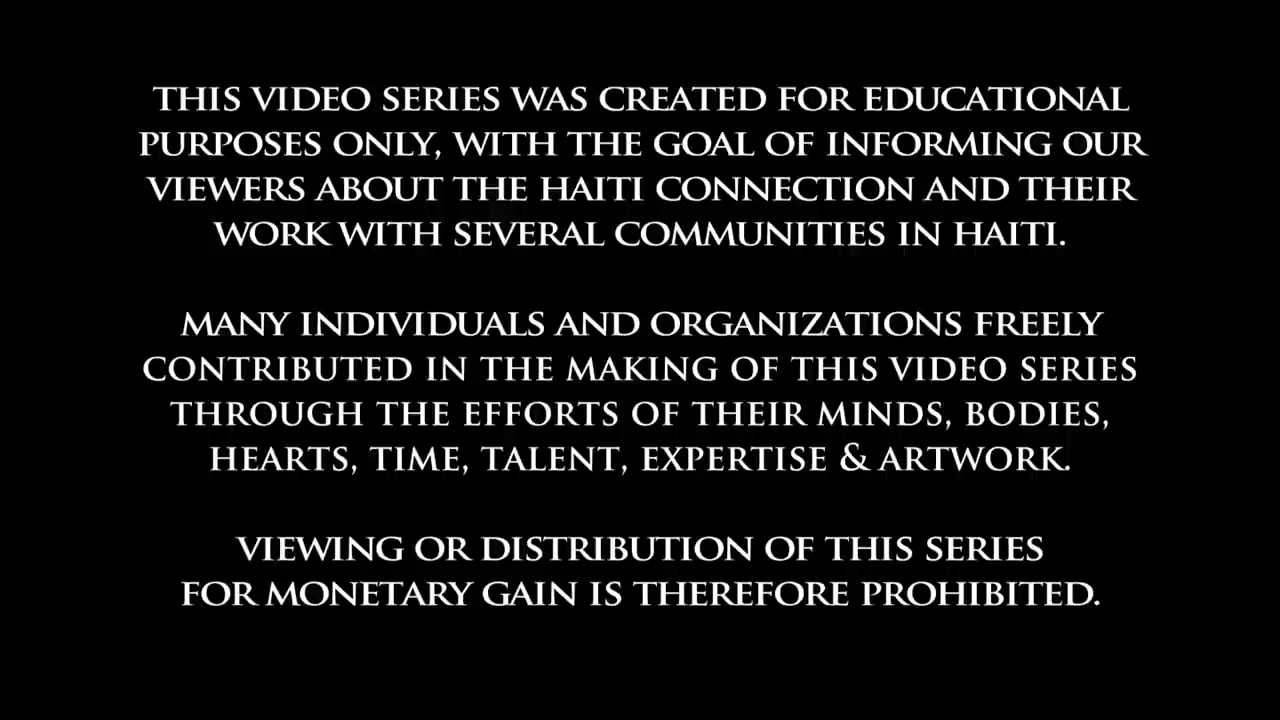 THIS VIDEO SERIES WAS CREATED FOR EDUCATIONAL
PURPOSES ONLY, WITH THE GOAL OF INFORMING OUR
VIEWERS ABOUT THE HAITI CONNECTION AND THEIR
WORK WITH SEVERAL COMMUNITIES IN HAITI.
MANY INDIVIDUALS AND ORGANIZATIONS FREELY
CONTRIBUTED IN THE MAKING OF THIS VIDEO SERIES
THROUGH THE EFFORTS OF THEIR MINDS, BODIES,
HEARTS, TIME, TALENT, EXPERTISE & ARTWORK.
VIEWING OR DISTRIBUTION OF THIS SERIES
FOR MONETARY GAIN IS THEREFORE PROHIBITED.